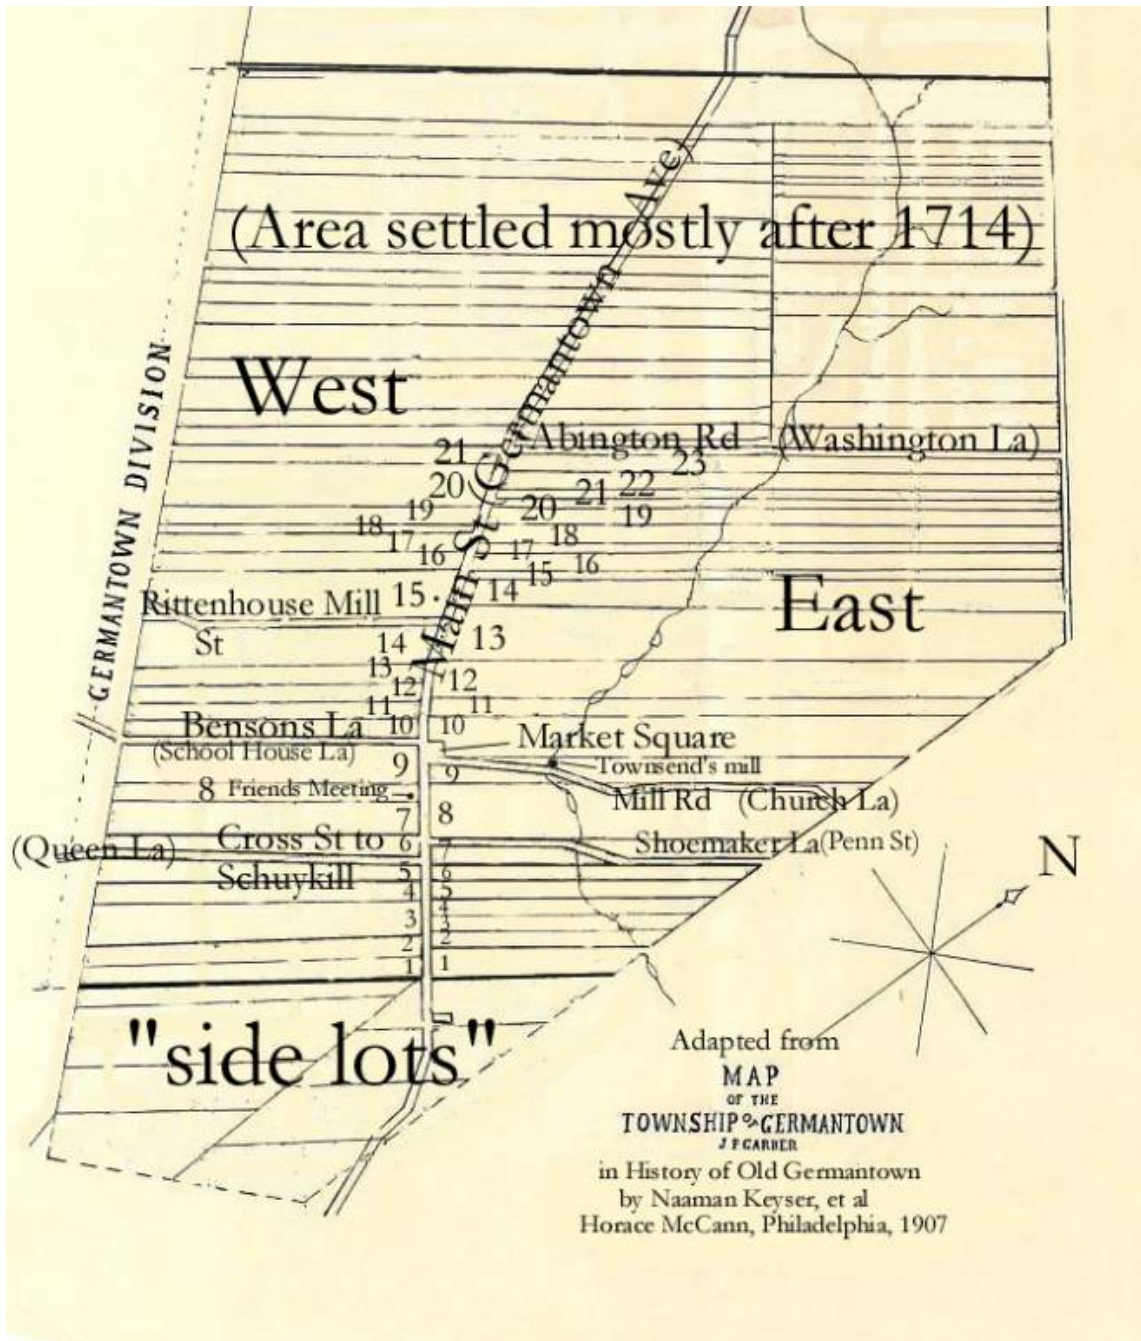 (Area settled mostly after 1714)
West
Main St (Germantown Ave)
GERMANTOWN DIVISION
Abington Rd (Washington La)
21
23
20
21
22
19
20
19
18
17
18
16
17
16
15
Rittenhouse Mill
St
15
14
East
14
13
13
12
12
11
11
10
10
Bensons La
(School House La)
Market Square
Townsend's mill
9
9
8
Friends Meeting
Mill Rd (Church La)
7
8
(Queen La)
Cross St to
Schuykill
6
7
Shoemaker La (Penn St)
N
5
6
4
5
4
3
3
2
2
1
1
"side lots"
Adapted from
MAP
OF THE
TOWNSHIP OF GERMANTOWN
J P GARBER
in History of Old Germantown
by Naaman Keyser, et al
Horace McCann, Philadelphia, 1907